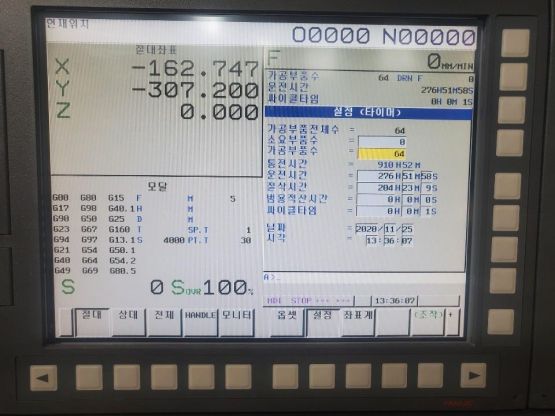 현재위치
O0000 N00000
절대좌표
X -162.747
Y -307.200
Z 0.000
F 0 MM/MIN
가공부품수 64 DRN F 0
운전시간 276H51M58S
싸이클타임 0H 0M 1S
설정 (타이머)
가공부품전체수 = 64
소요부품수 = 0
가공부품수 = 64
통전시간 = 910H52M
운전시간 = 276H51M58S
절삭시간 = 204H23M 9S
범용적산시간 = 0H 0M 0S
싸이클타임 = 0H 0M 1S
날짜 = 2020/11/25
시각 = 13:36:07
모달
G00 G80 G15 F M 5
G17 G98 G40.1 H M
G90 G50 G25 D M
G23 G67 G160 T SP.T 1
G94 G97 G13.1 S 4000 PT.T 30
G21 G54 G50.1
G40 G64 G54.2
G49 G69 G80.5
S 0 S OVR 100%
A>_
MDI STOP *** ***
13:36:07
절대 상대 전체 HANDLE 모니터
옵셋 설정 좌표계 (조작) +
FANUC